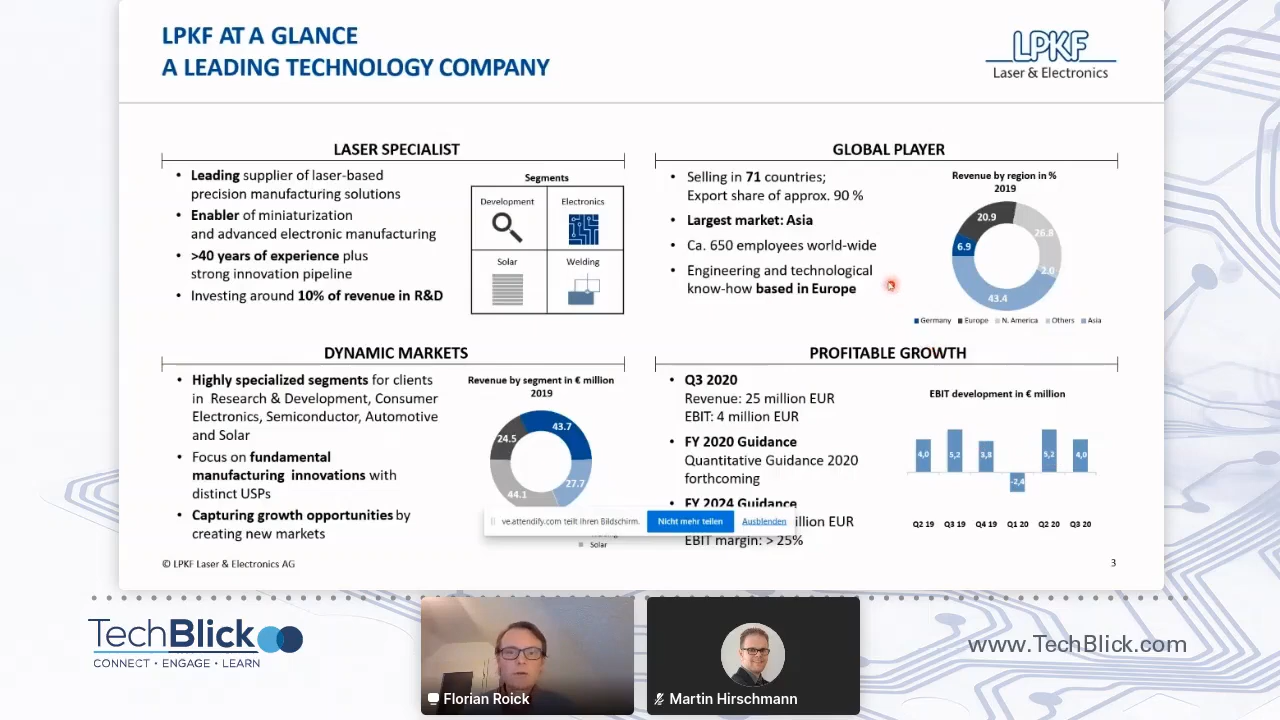 LPKF AT A GLANCE
A LEADING TECHNOLOGY COMPANY
LPKF
Laser & Electronics
LASER SPECIALIST
• Leading supplier of laser-based
precision manufacturing solutions
• Enabler of miniaturization
and advanced electronic manufacturing
• >40 years of experience plus
strong innovation pipeline
• Investing around 10% of revenue in R&D
Segments
Development
Electronics
Solar
Welding
GLOBAL PLAYER
• Selling in 71 countries;
Export share of approx. 90 %
• Largest market: Asia
• Ca. 650 employees world-wide
• Engineering and technological
know-how based in Europe
Revenue by region in %
2019
20.9
26.8
6.9
2.0
43.4
Germany Europe N. America Others Asia
DYNAMIC MARKETS
• Highly specialized segments for clients
in Research & Development, Consumer
Electronics, Semiconductor, Automotive
and Solar
• Focus on fundamental
manufacturing innovations with
distinct USPs
• Capturing growth opportunities by
creating new markets
Revenue by segment in € million
2019
43.7
24.5
27.7
44.1
Solar
PROFITABLE GROWTH
• Q3 2020
Revenue: 25 million EUR
EBIT: 4 million EUR
• FY 2020 Guidance
Quantitative Guidance 2020
forthcoming
• FY 2024 Guidance
illion EUR
EBIT margin: > 25%
EBIT development in € million
4,0
5,2
3,8
-2,4
5,2
4,0
Q2 19 Q3 19 Q4 19 Q1 20 Q2 20 Q3 20
ve.attendify.com teilt Ihren Bildschirm.
Nicht mehr teilen
Ausblenden
© LPKF Laser & Electronics AG
3
TechBlick
CONNECT • ENGAGE • LEARN
Florian Roick
Martin Hirschmann
www.TechBlick.com